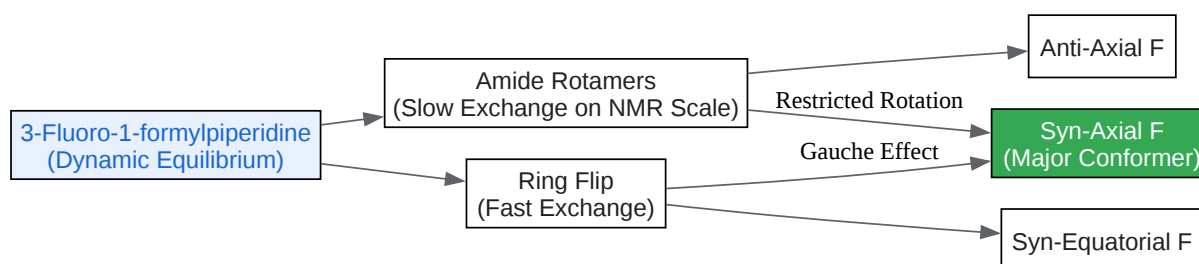 3-Fluoro-1-formylpiperidine
(Dynamic Equilibrium)
Amide Rotamers
(Slow Exchange on NMR Scale)
Ring Flip
(Fast Exchange)
Restricted Rotation
Gauche Effect
Anti-Axial F
Syn-Axial F
(Major Conformer)
Syn-Equatorial F